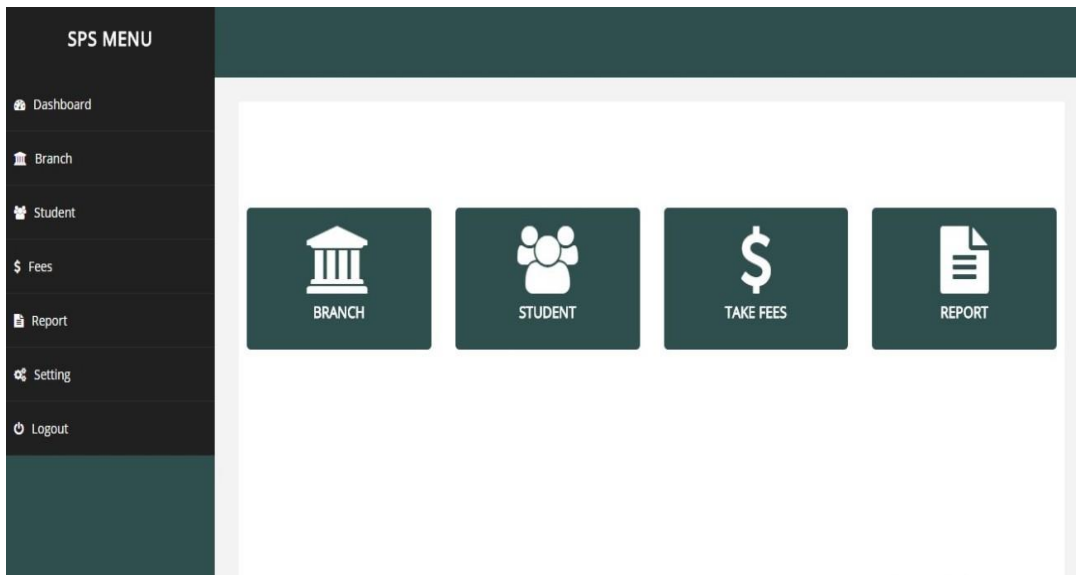 SPS MENU
Dashboard
Branch
Student
$ Fees
Report
Setting
Logout
BRANCH
STUDENT
$
TAKE FEES
REPORT